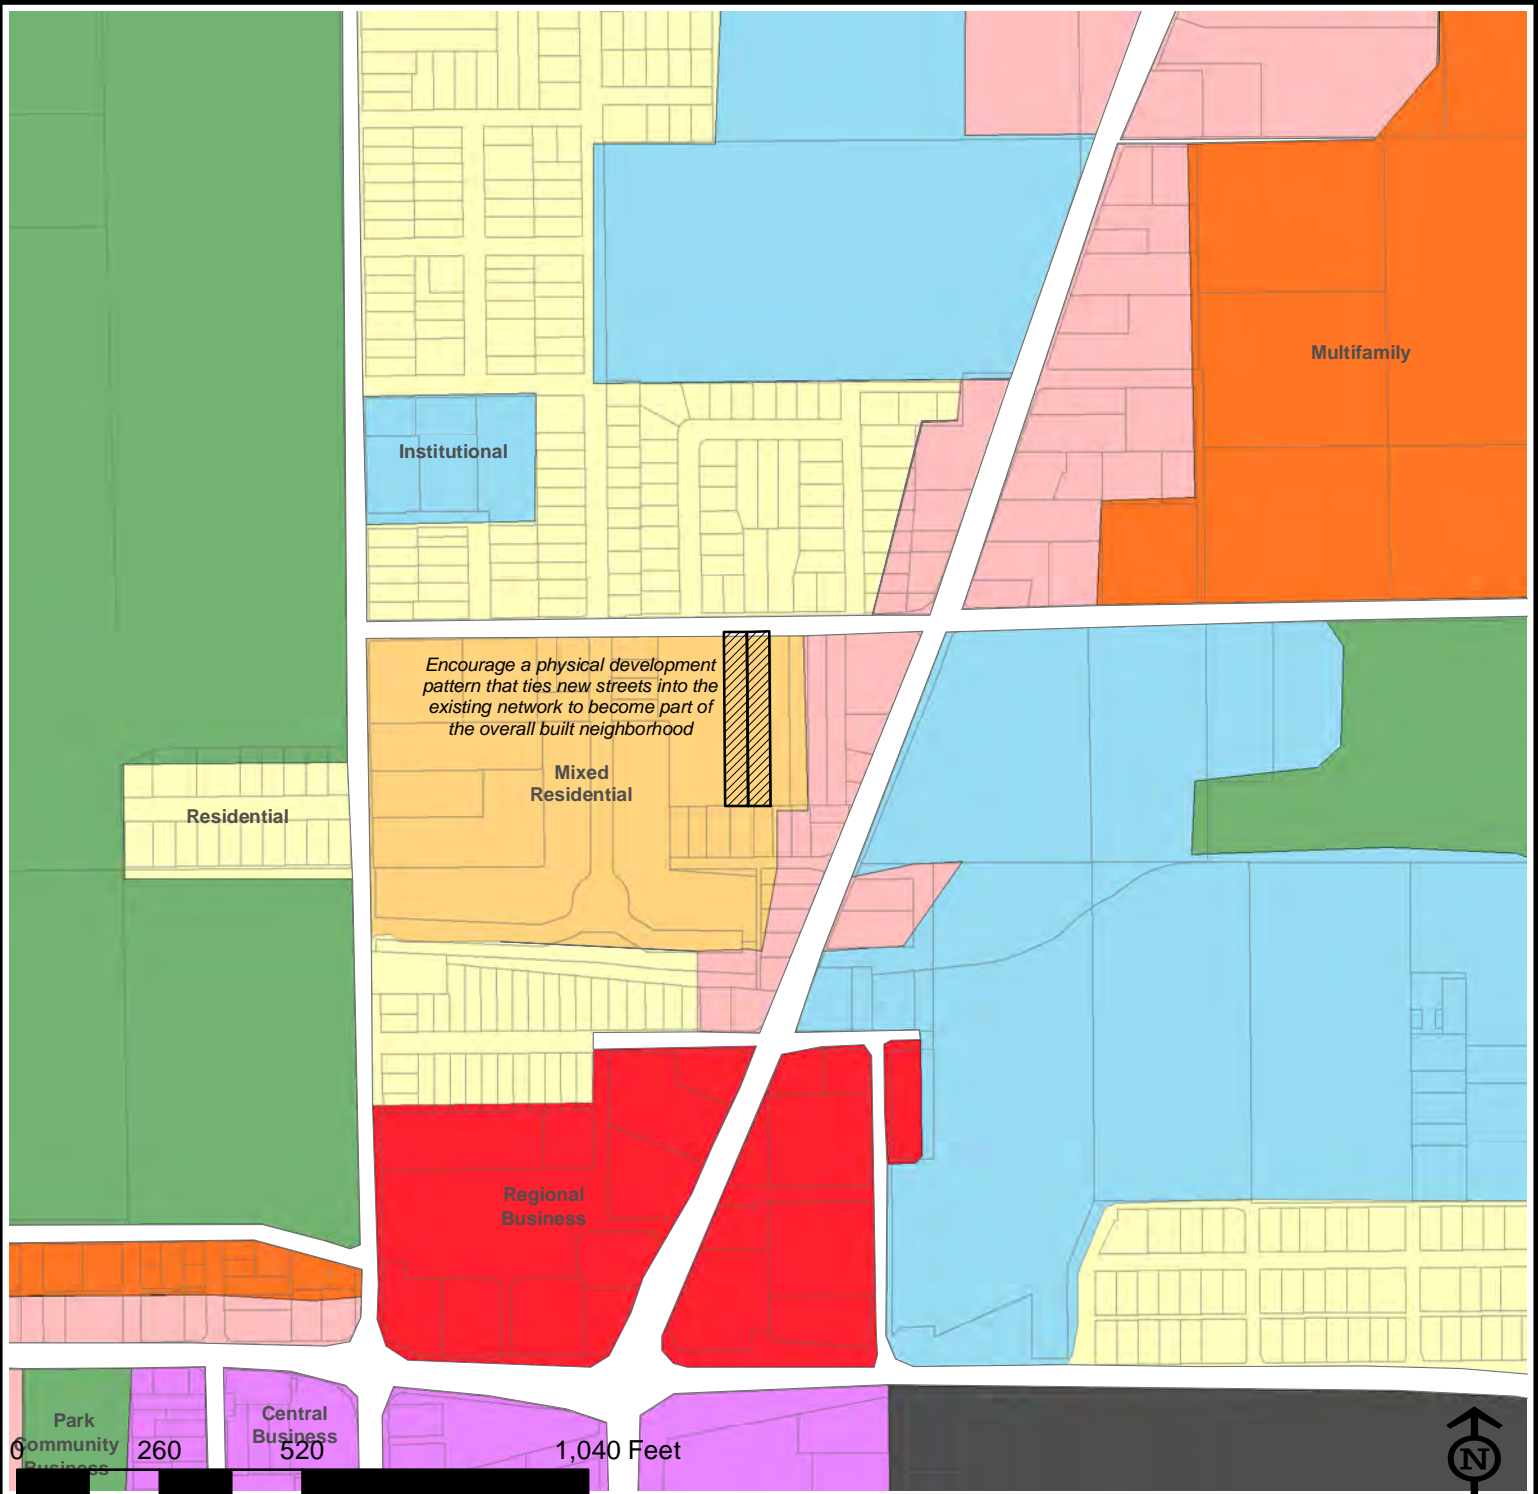 Multifamily
Institutional
Encourage a physical development
pattern that ties new streets into the
existing network to become part of
the overall built neighborhood
Mixed
Residential
Residential
Regional
Business
Park
Community
Business
Central
Business
0 260 520 1,040 Feet
N